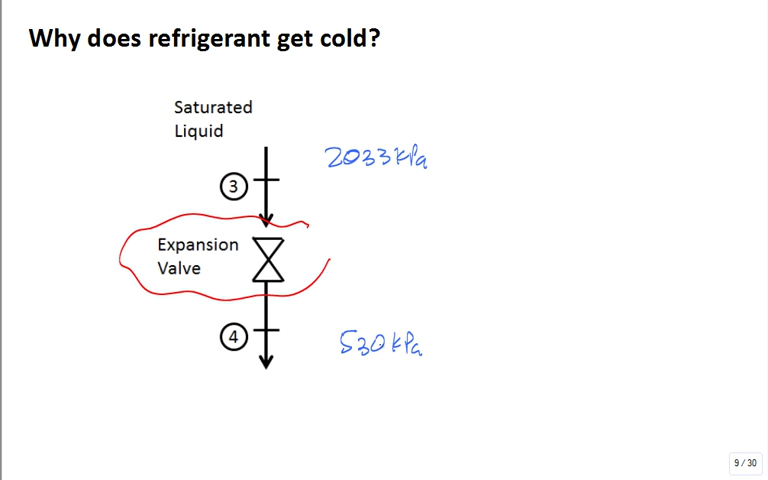 Why does refrigerant get cold?
Saturated
Liquid
2033 kPa
3
Expansion
Valve
4
530 kPa
9 / 30